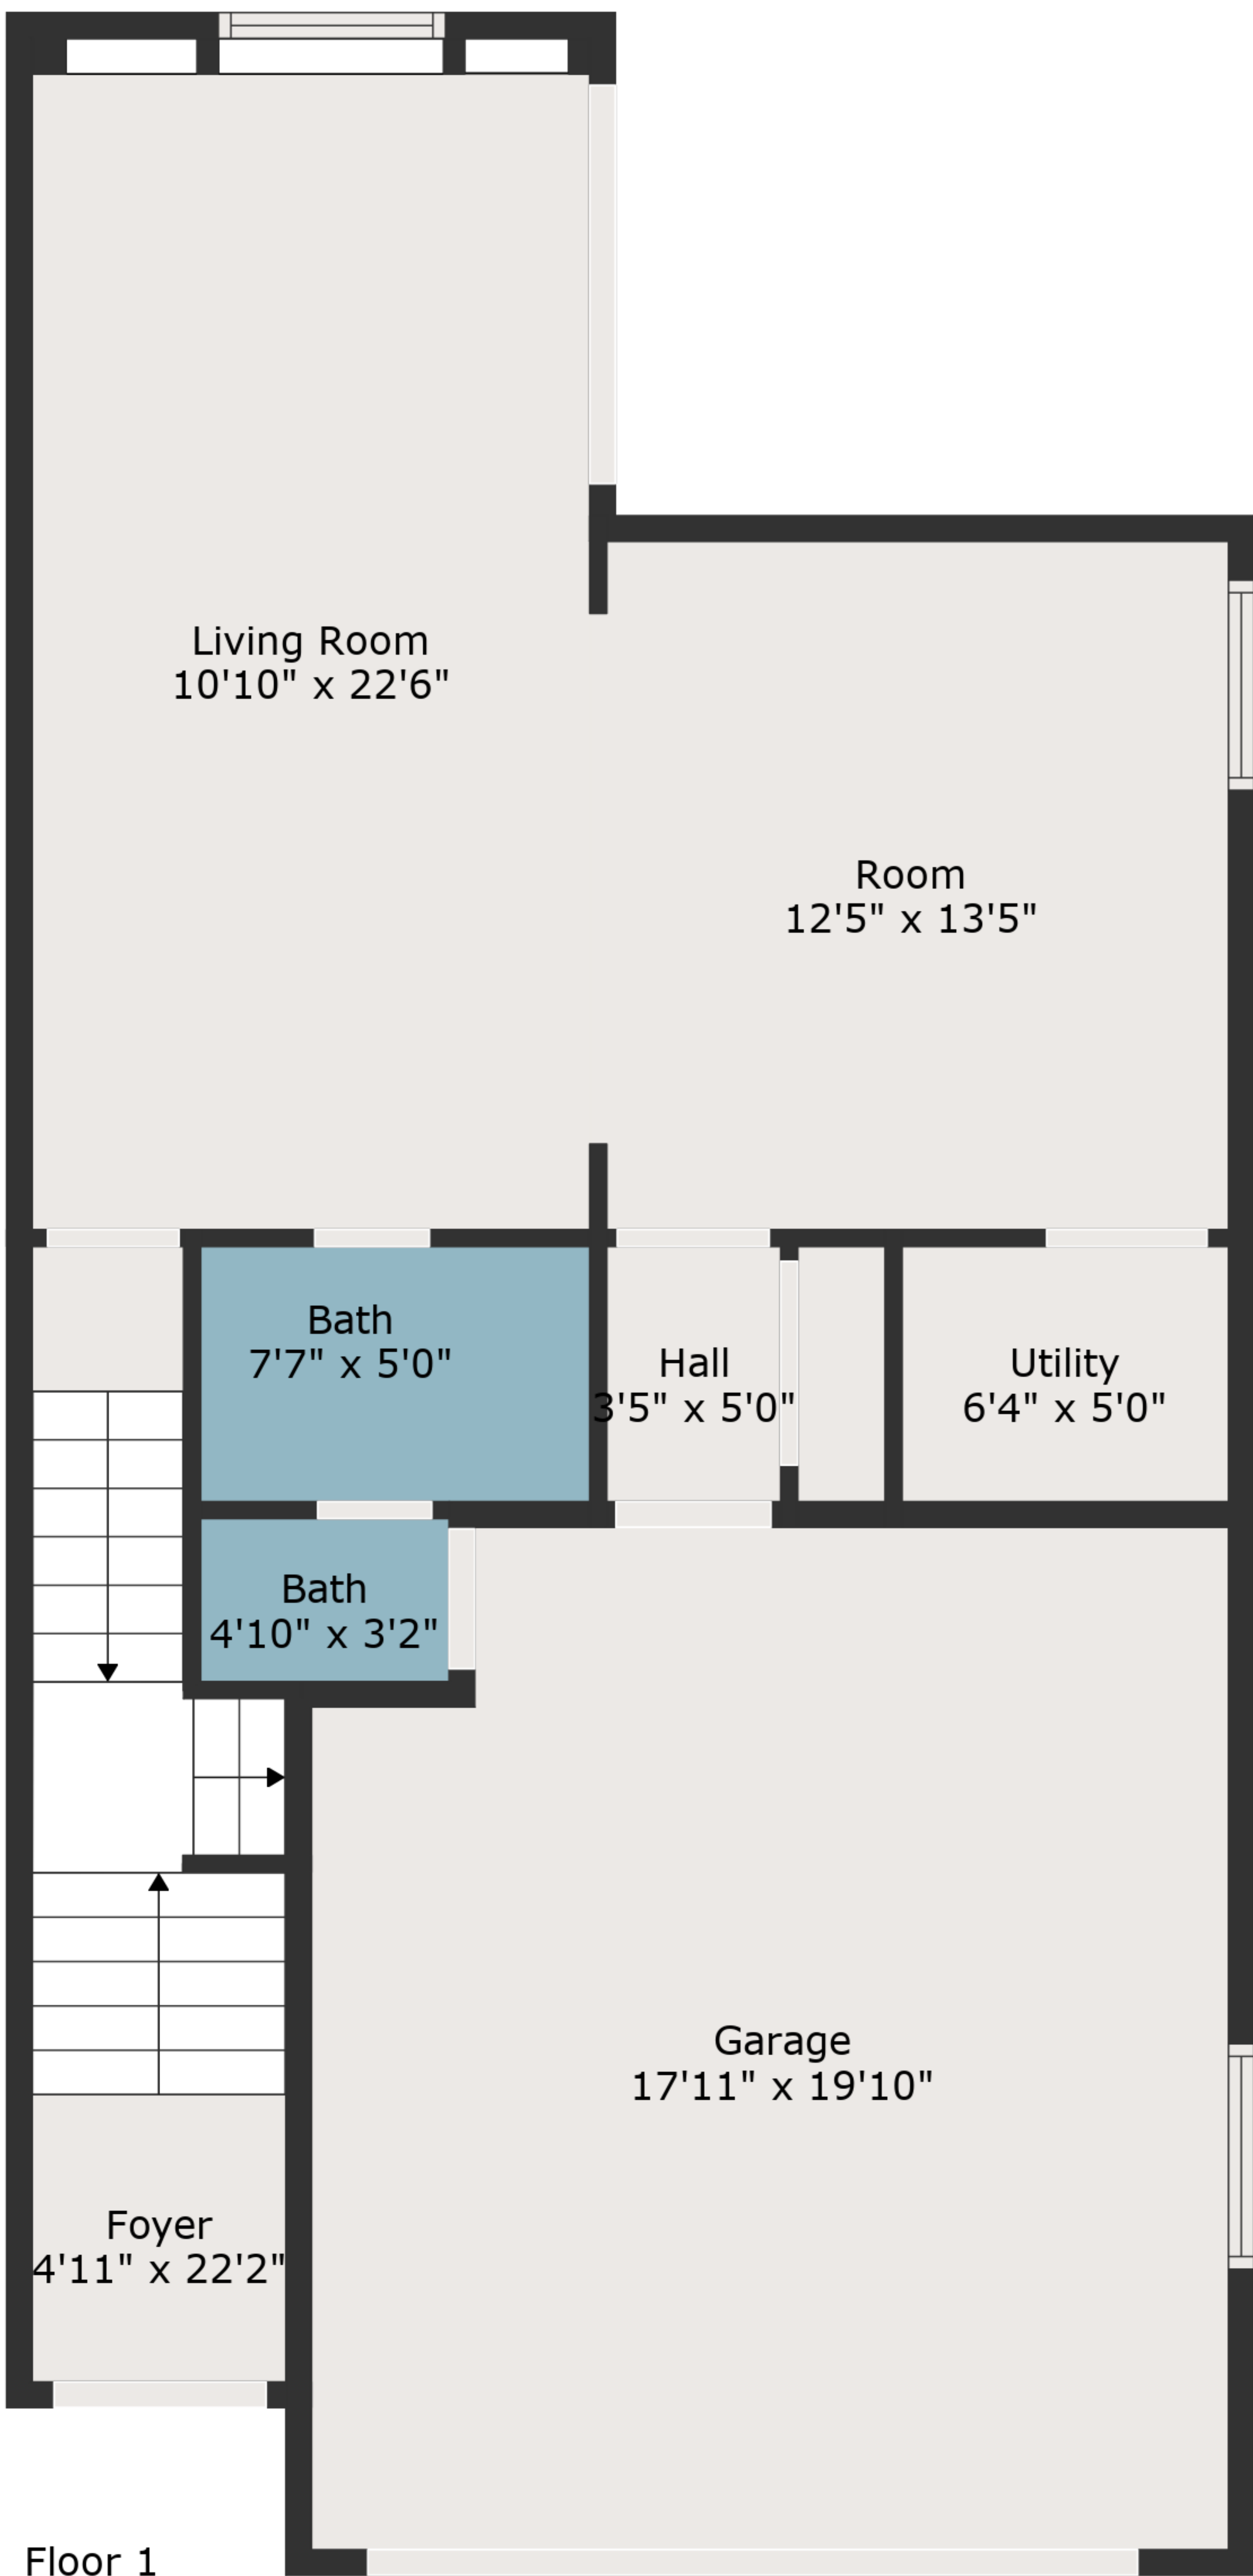 Living Room
10'10" x 22'6"
Room
12'5" x 13'5"
Bath
7'7" x 5'0"
Hall
3'5" x 5'0"
Utility
6'4" x 5'0"
Bath
4'10" x 3'2"
Garage
17'11" x 19'10"
Foyer
4'11" x 22'2"
Floor 1